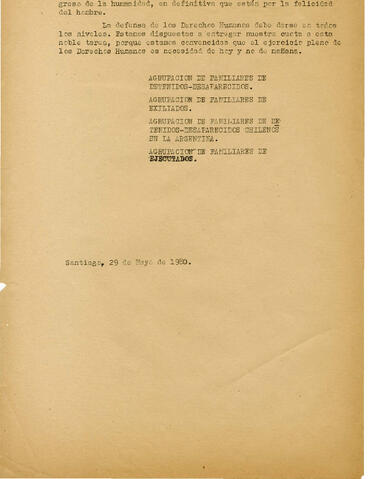 greso de la humanidad, en definitiva que están por la felicidad
del hombre.
La defensa de los Derechos Humanos debe darse en todos
los niveles. Estamos dispuestos a entregar nuestra cuota a esta
noble tarea, porque estamos convencidos que el ejercicio pleno de
los Derechos Humanos es necesidad de hoy y no de mañana.
AGRUPACION DE FAMILIARES DE
DETENIDOS-DESAPARECIDOS.
AGRUPACION DE FAMILIARES DE
EXILIADOS.
AGRUPACION DE FAMILIARES DE DE
TENIDOS-DESAPARECIDOS CHILENOS
EN LA ARGENTINA.
AGRUPACION DE FAMILIARES DE
EJECUTADOS.
Santiago, 29 de Mayo de 1980.